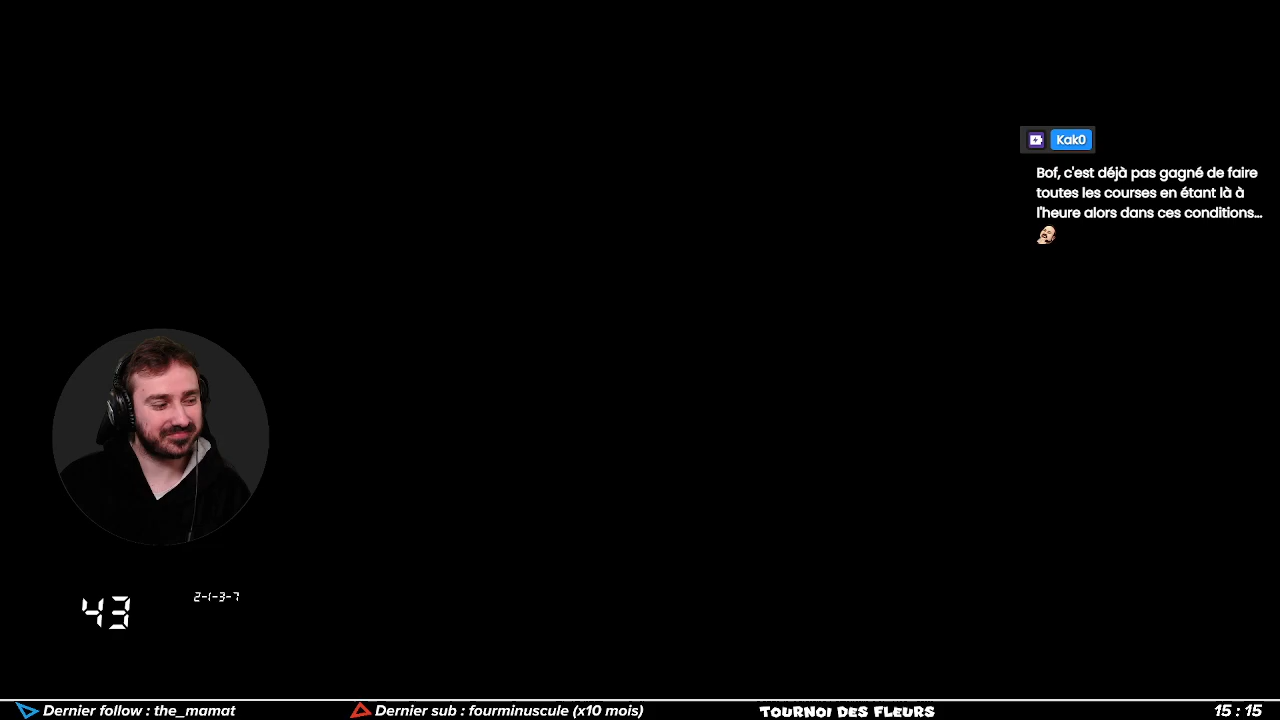 Kak0
Bof, c'est déjà pas gagné de faire
toutes les courses en étant là à
l'heure alors dans ces conditions...
43
2-1-3-7
Dernier follow : the_mamat
Dernier sub : fourminuscule (x10 mois)
TOURNOI DES FLEURS
15 : 15